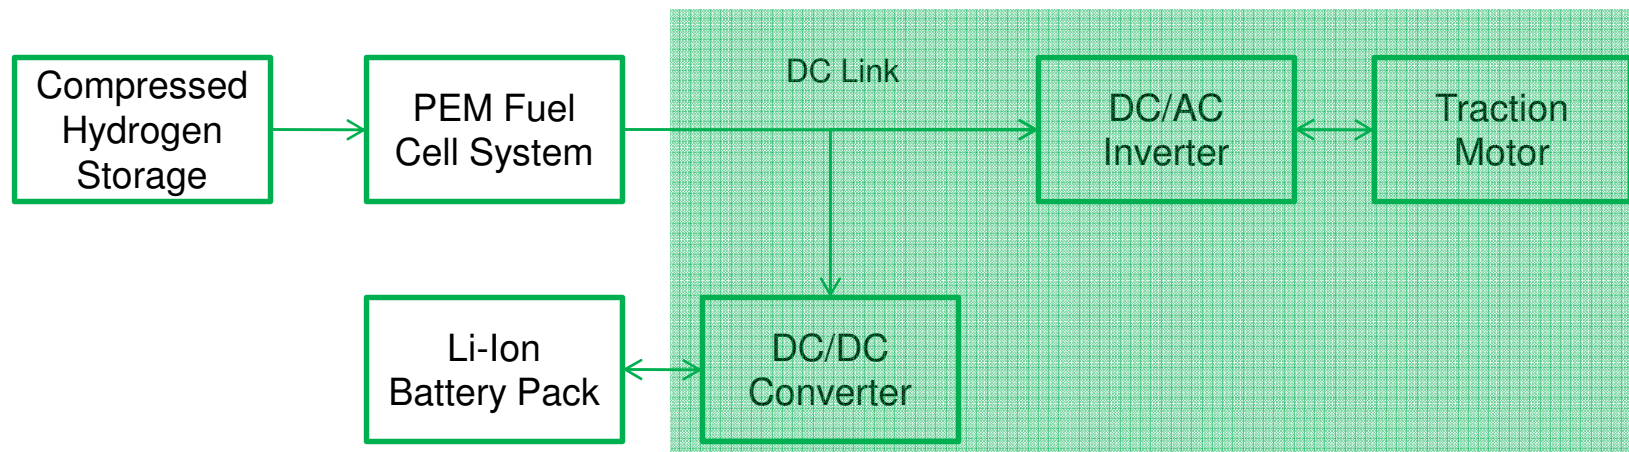 Compressed
Hydrogen
Storage
PEM Fuel
Cell System
DC Link
DC/AC
Inverter
Traction
Motor
Li-Ion
Battery Pack
DC/DC
Converter